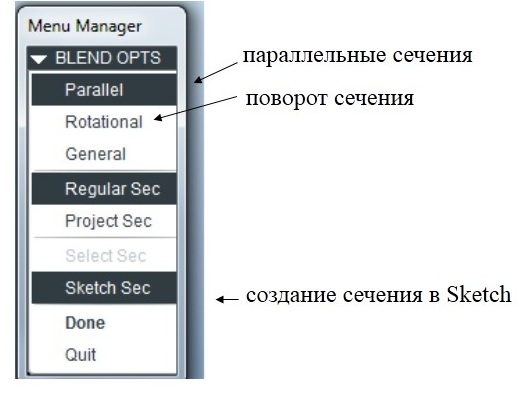 Menu Manager
BLEND OPTS
Parallel
Rotational
General
Regular Sec
Project Sec
Select Sec
Sketch Sec
Done
Quit
параллельные сечения
поворот сечения
создание сечения в Sketch